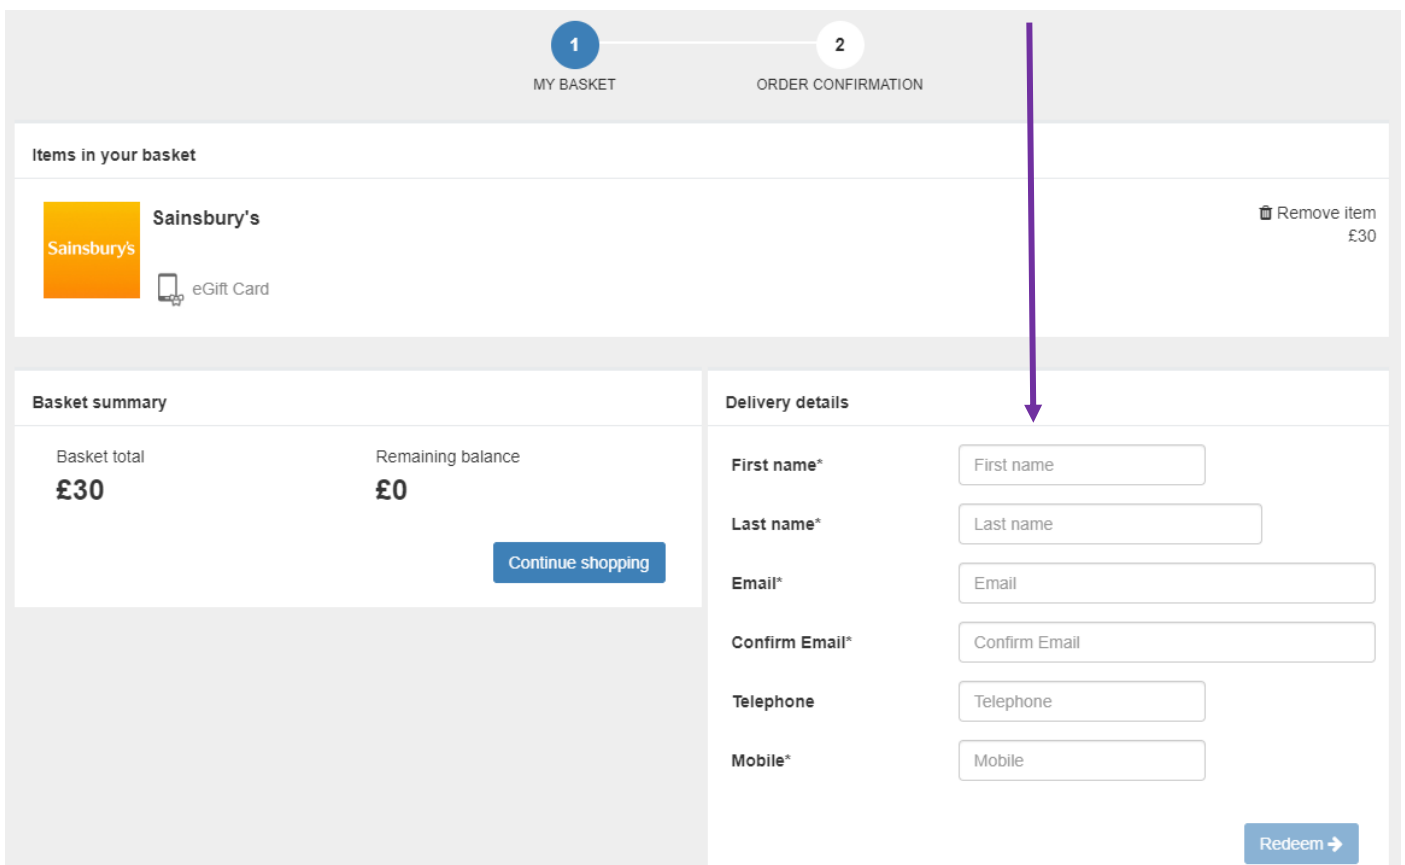 1
2
MY BASKET
ORDER CONFIRMATION
Items in your basket
Sainsbury's
Sainsbury's
eGift Card
Remove item
£30
Basket summary
Basket total
Remaining balance
£30
£0
Continue shopping
Delivery details
First name*
First name
Last name*
Last name
Email*
Email
Confirm Email*
Confirm Email
Telephone
Telephone
Mobile*
Mobile
Redeem